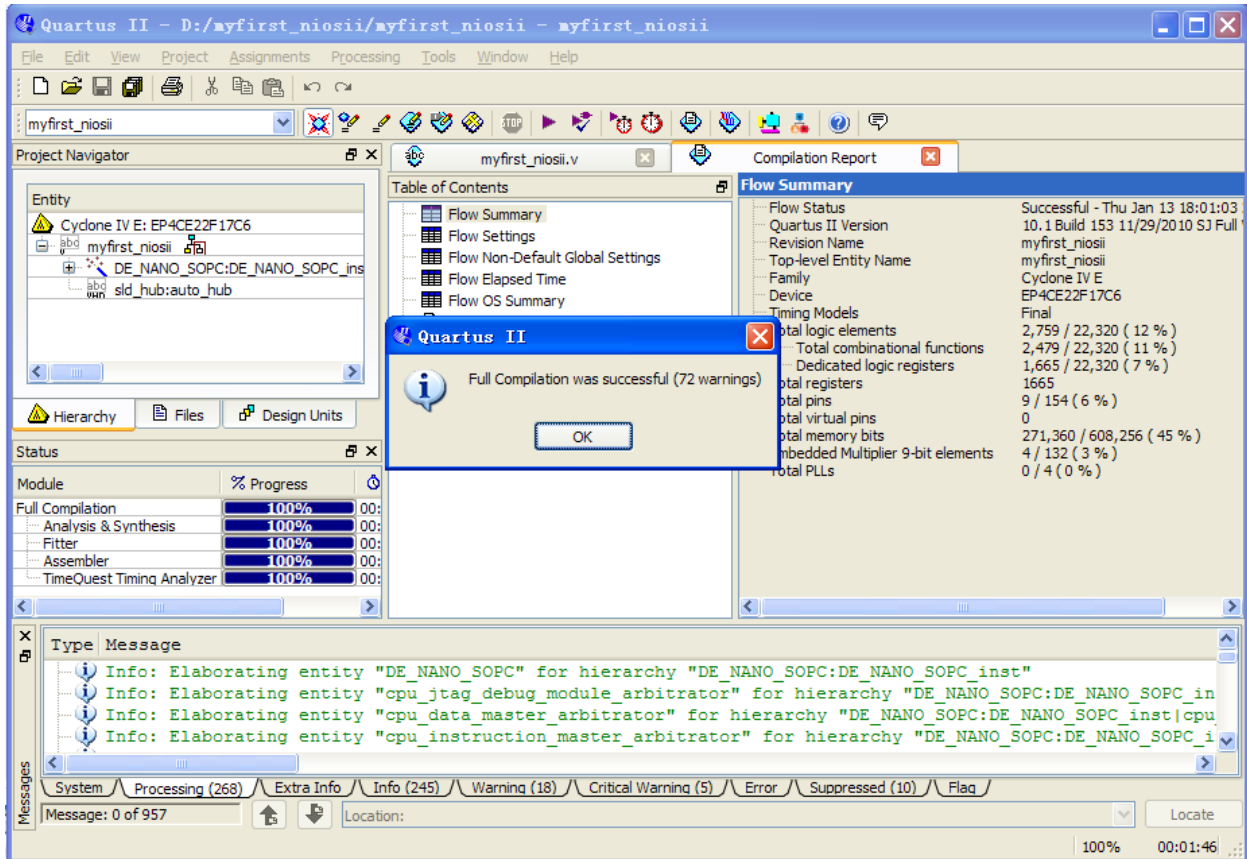 Quartus II - D:/myfirst_niosii/myfirst_niosii - myfirst_niosii
File Edit View Project Assignments Processing Tools Window Help
myfirst_niosii
STOP
Project Navigator
Entity
Cyclone IV E: EP4CE22F17C6
abd myfirst_niosii
DE_NANO_SOPC:DE_NANO_SOPC_ins
sld_hub:auto_hub
Hierarchy Files Design Units
Status
Module % Progress
Full Compilation 100% 00:
Analysis & Synthesis 100% 00:
Fitter 100% 00:
Assembler 100% 00:
TimeQuest Timing Analyzer 100% 00:
abc myfirst_niosii.v Compilation Report
Table of Contents
Flow Summary
Flow Settings
Flow Non-Default Global Settings
Flow Elapsed Time
Flow OS Summary
Flow Summary
Flow Status Successful - Thu Jan 13 18:01:03
Quartus II Version 10.1 Build 153 11/29/2010 SJ Full
Revision Name myfirst_niosii
Top-level Entity Name myfirst_niosii
Family Cyclone IV E
Device EP4CE22F17C6
Timing Models Final
otal logic elements 2,759 / 22,320 ( 12 % )
Total combinational functions 2,479 / 22,320 ( 11 % )
Dedicated logic registers 1,665 / 22,320 ( 7 % )
otal registers 1665
otal pins 9 / 154 ( 6 % )
otal virtual pins 0
otal memory bits 271,360 / 608,256 ( 45 % )
mbedded Multiplier 9-bit elements 4 / 132 ( 3 % )
Total PLLs 0 / 4 ( 0 % )
Quartus II
Full Compilation was successful (72 warnings)
OK
Messages
Type Message
Info: Elaborating entity "DE_NANO_SOPC" for hierarchy "DE_NANO_SOPC:DE_NANO_SOPC_inst"
Info: Elaborating entity "cpu_jtag_debug_module_arbitrator" for hierarchy "DE_NANO_SOPC:DE_NANO_SOPC_in
Info: Elaborating entity "cpu_data_master_arbitrator" for hierarchy "DE_NANO_SOPC:DE_NANO_SOPC_inst|cpu_
Info: Elaborating entity "cpu_instruction_master_arbitrator" for hierarchy "DE_NANO_SOPC:DE_NANO_SOPC_i
System Processing (268) Extra Info Info (245) Warning (18) Critical Warning (5) Error Suppressed (10) Flag
Message: 0 of 957 Location: Locate
100% 00:01:46